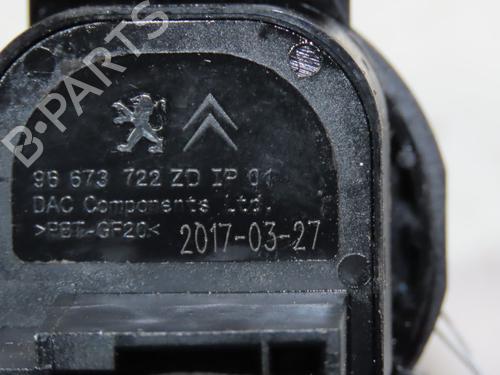 B-PARTS
96 673 722 ZD IP 01
DAC Components Ltd.
>PBT-GF20<
2017-03-27